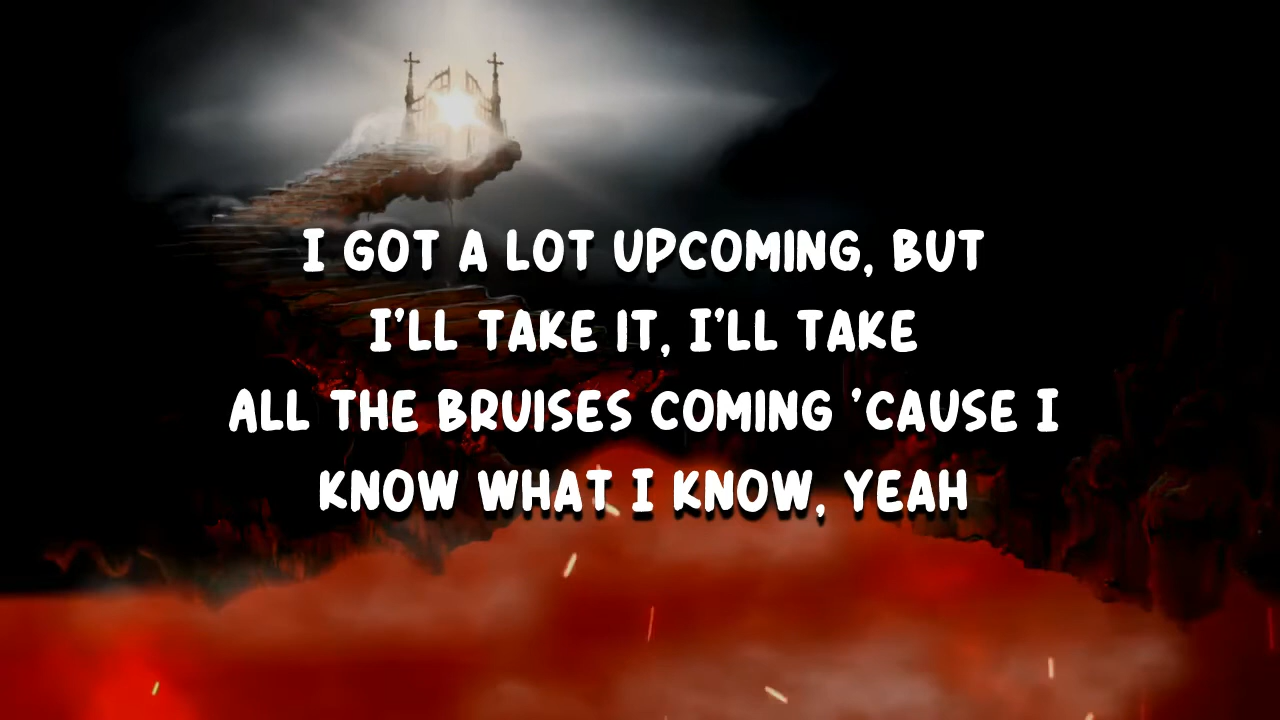 I GOT A LOT UPCOMING, BUT
I'LL TAKE IT, I'LL TAKE
ALL THE BRUISES COMING 'CAUSE I
KNOW WHAT I KNOW, YEAH